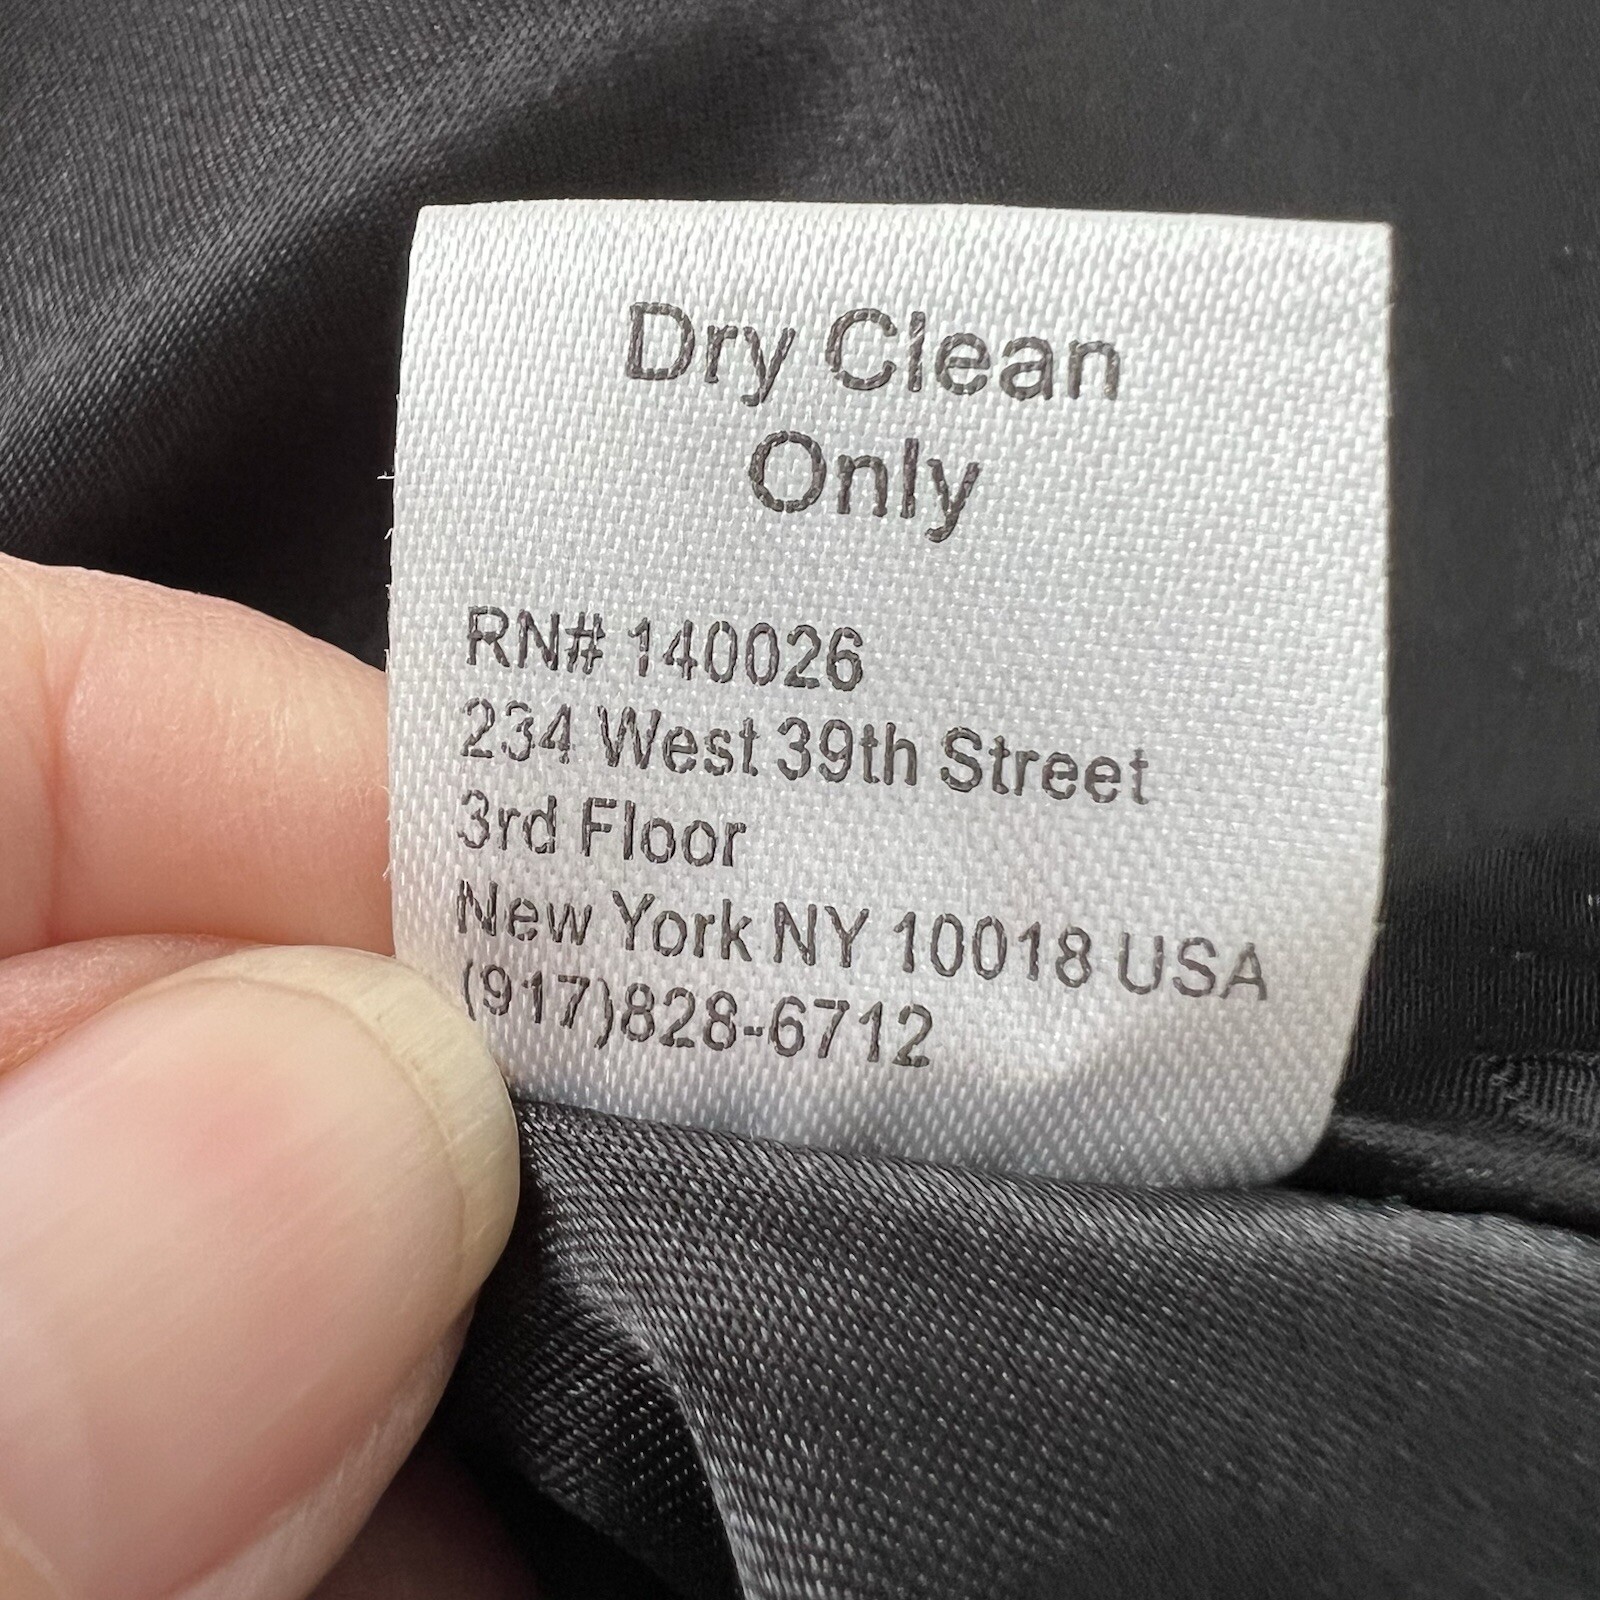 Dry Clean
Only
RN# 140026
234 West 39th Street
3rd Floor
New York NY 10018 USA
(917)828-6712